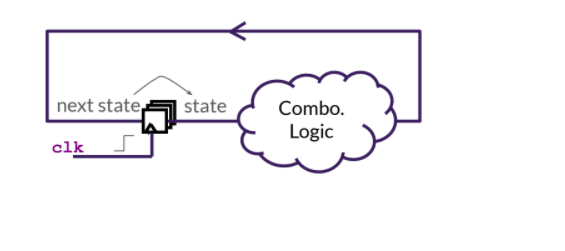 next state
state
Combo.
Logic
clk